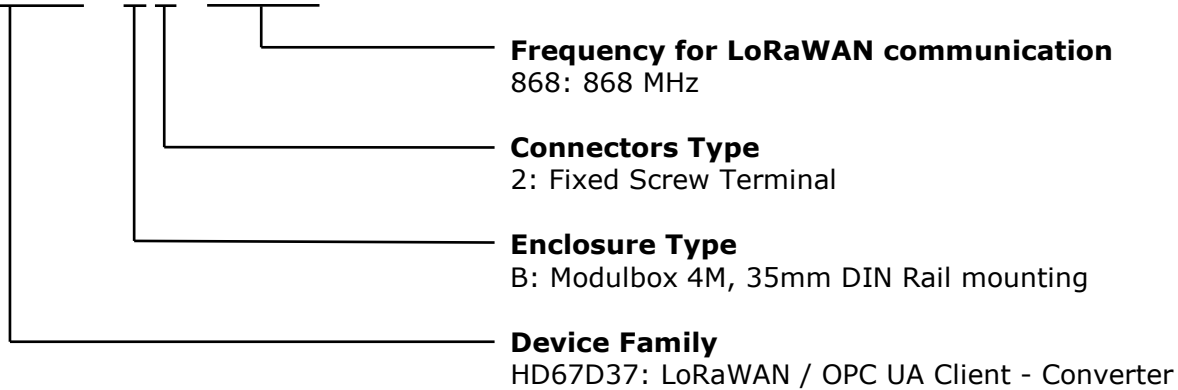 Frequency for LoRaWAN communication
868: 868 MHz
Connectors Type
2: Fixed Screw Terminal
Enclosure Type
B: Modulbox 4M, 35mm DIN Rail mounting
Device Family
HD67D37: LoRaWAN / OPC UA Client - Converter